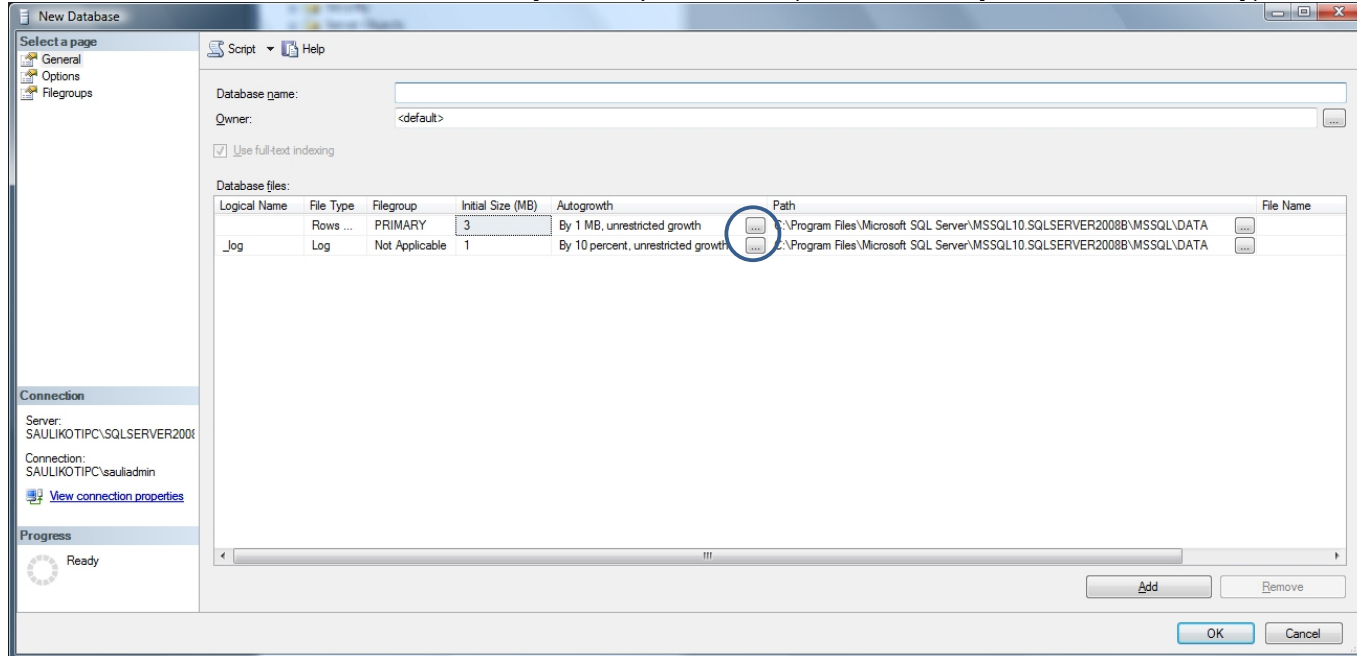 New Database
Select a page
General
Options
Filegroups
Script Help
Database name:
Owner: <default> ...
Use full-text indexing
Database files:
Logical Name File Type Filegroup Initial Size (MB) Autogrowth Path File Name
Rows ... PRIMARY 3 By 1 MB, unrestricted growth ... C:\Program Files\Microsoft SQL Server\MSSQL10.SQLSERVER2008B\MSSQL\DATA ...
_log Log Not Applicable 1 By 10 percent, unrestricted growth ... C:\Program Files\Microsoft SQL Server\MSSQL10.SQLSERVER2008B\MSSQL\DATA ...
Connection
Server:
SAULIKOTIPC\SQLSERVER2008
Connection:
SAULIKOTIPC\sauliadmin
View connection properties
Progress
Ready
Add Remove
OK Cancel